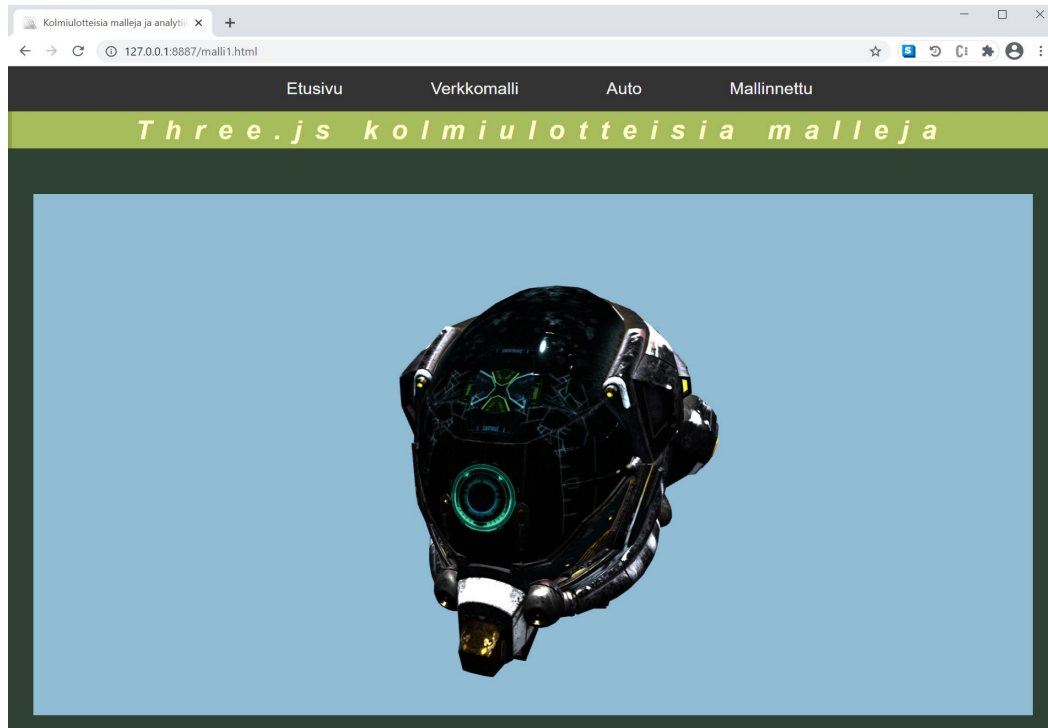 Kolmiulotteisia malleja ja analytii
127.0.0.1:8887/malli1.html
Etusivu Verkkomalli Auto Mallinnettu
Three.js kolmiulotteisia malleja